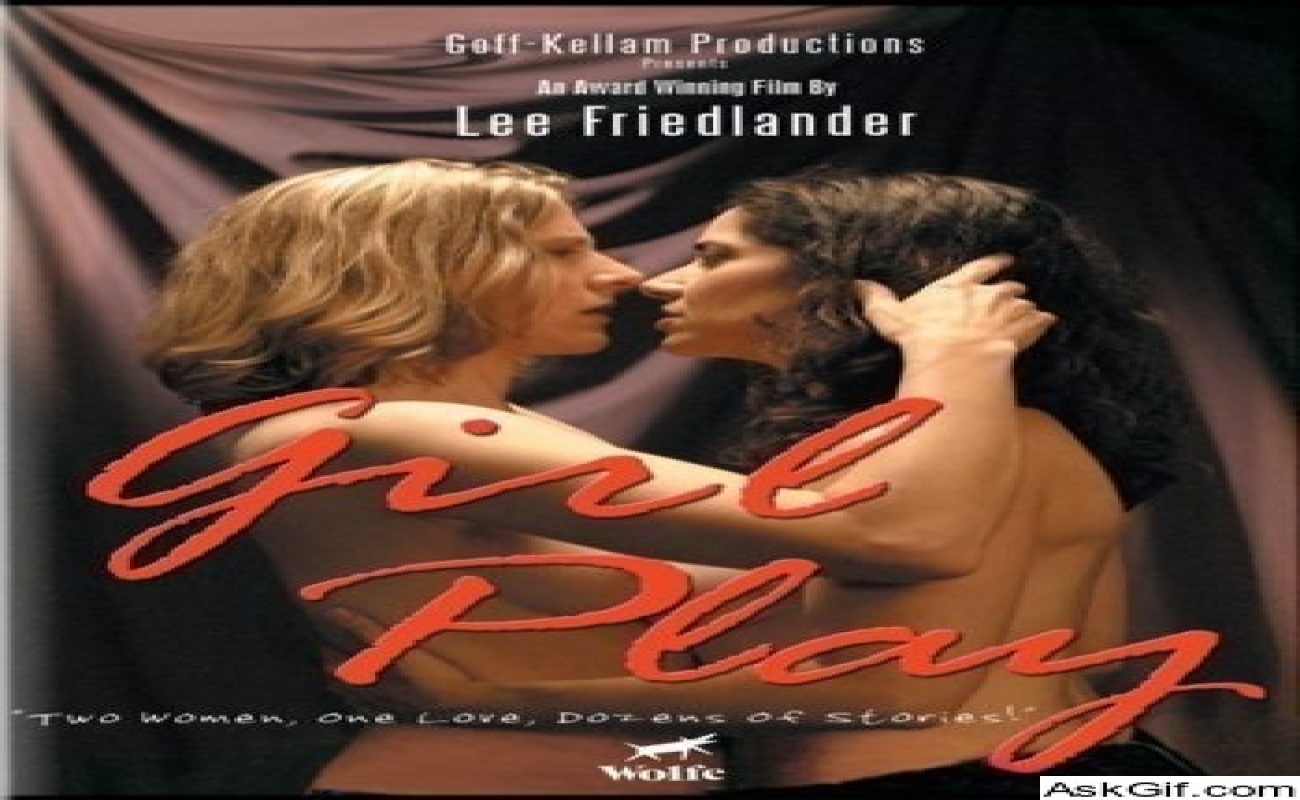 Goff-Kellam Productions
Presents
An Award Winning Film By
Lee Friedlander
Girl
Play
"Two Women, One Love, Dozens of Stories!"
Wolfe
AskGif.com